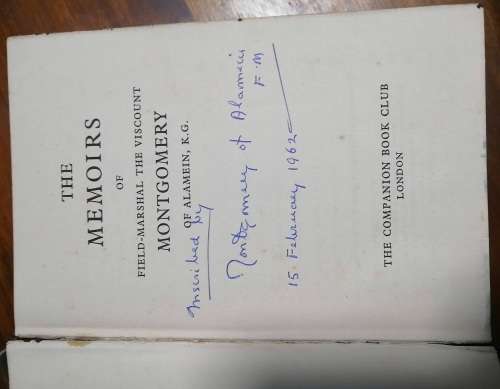 THE
MEMOIRS
OF
FIELD-MARSHAL THE VISCOUNT
MONTGOMERY
OF ALAMEIN, K.G.
Inscribed by
Montgomery of Alamein
F.M
15. February 1962
THE COMPANION BOOK CLUB
LONDON